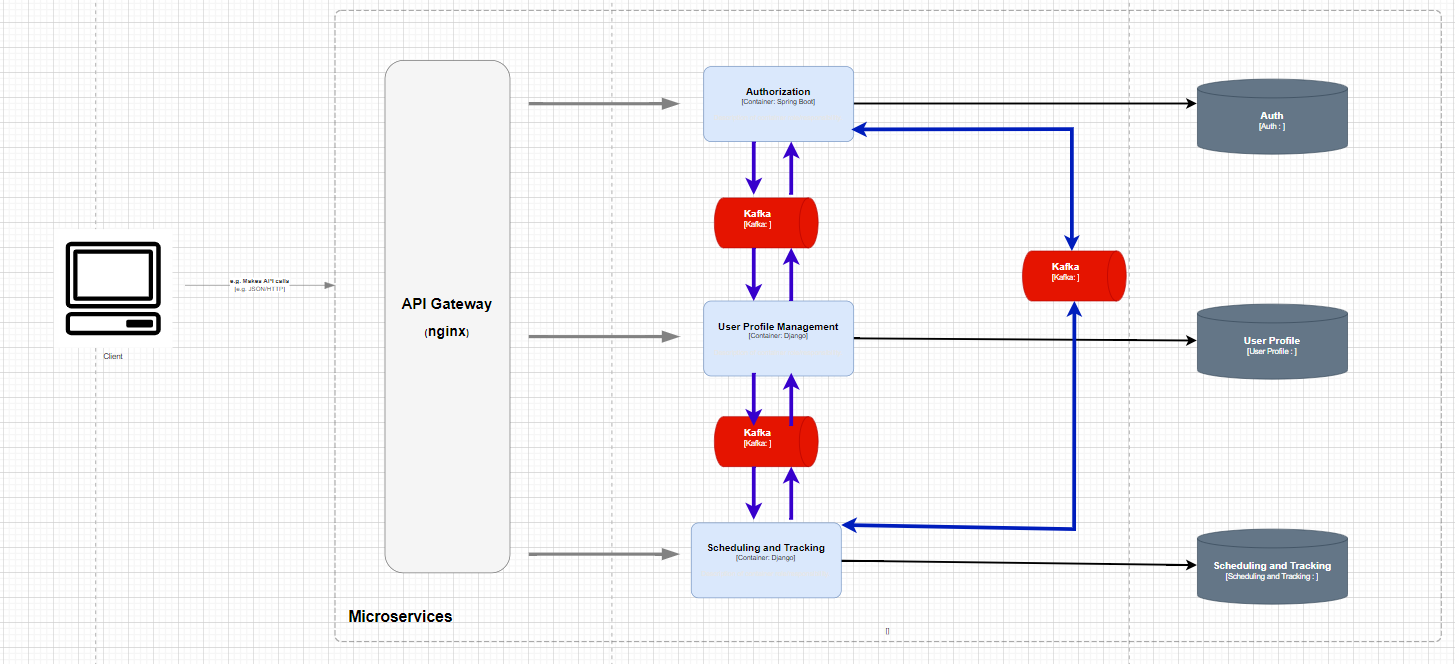 Client
e.g. Makes API calls
[e.g. JSON/HTTP]
API Gateway
(nginx)
Microservices
Authorization
[Container: Spring Boot]
Kafka
[Kafka: ]
User Profile Management
[Container: Django]
Kafka
[Kafka: ]
Scheduling and Tracking
[Container: Django]
Kafka
[Kafka: ]
Auth
[Auth : ]
User Profile
[User Profile : ]
Scheduling and Tracking
[Scheduling and Tracking : ]